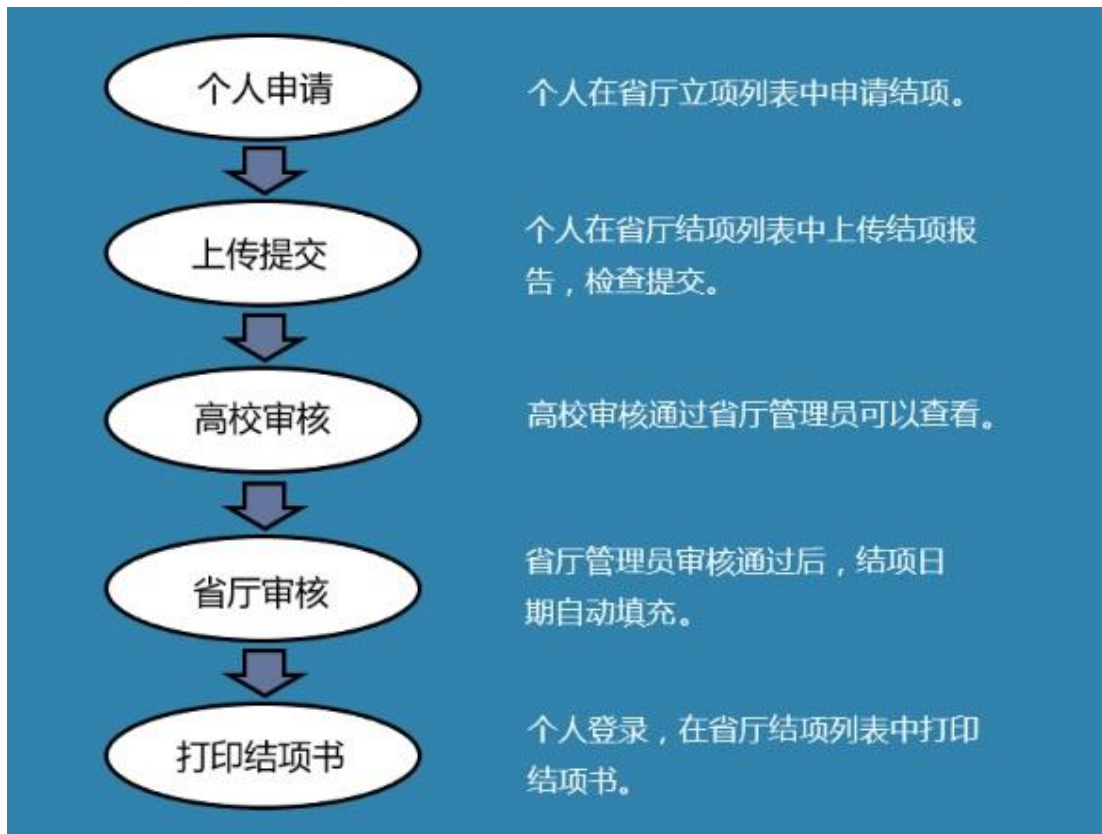 个人申请
个人在省厅立项列表中申请结项。
上传提交
个人在省厅结项列表中上传结项报
告，检查提交。
高校审核
高校审核通过省厅管理员可以查看。
省厅审核
省厅管理员审核通过后，结项日
期自动填充。
打印结项书
个人登录，在省厅结项列表中打印
结项书。